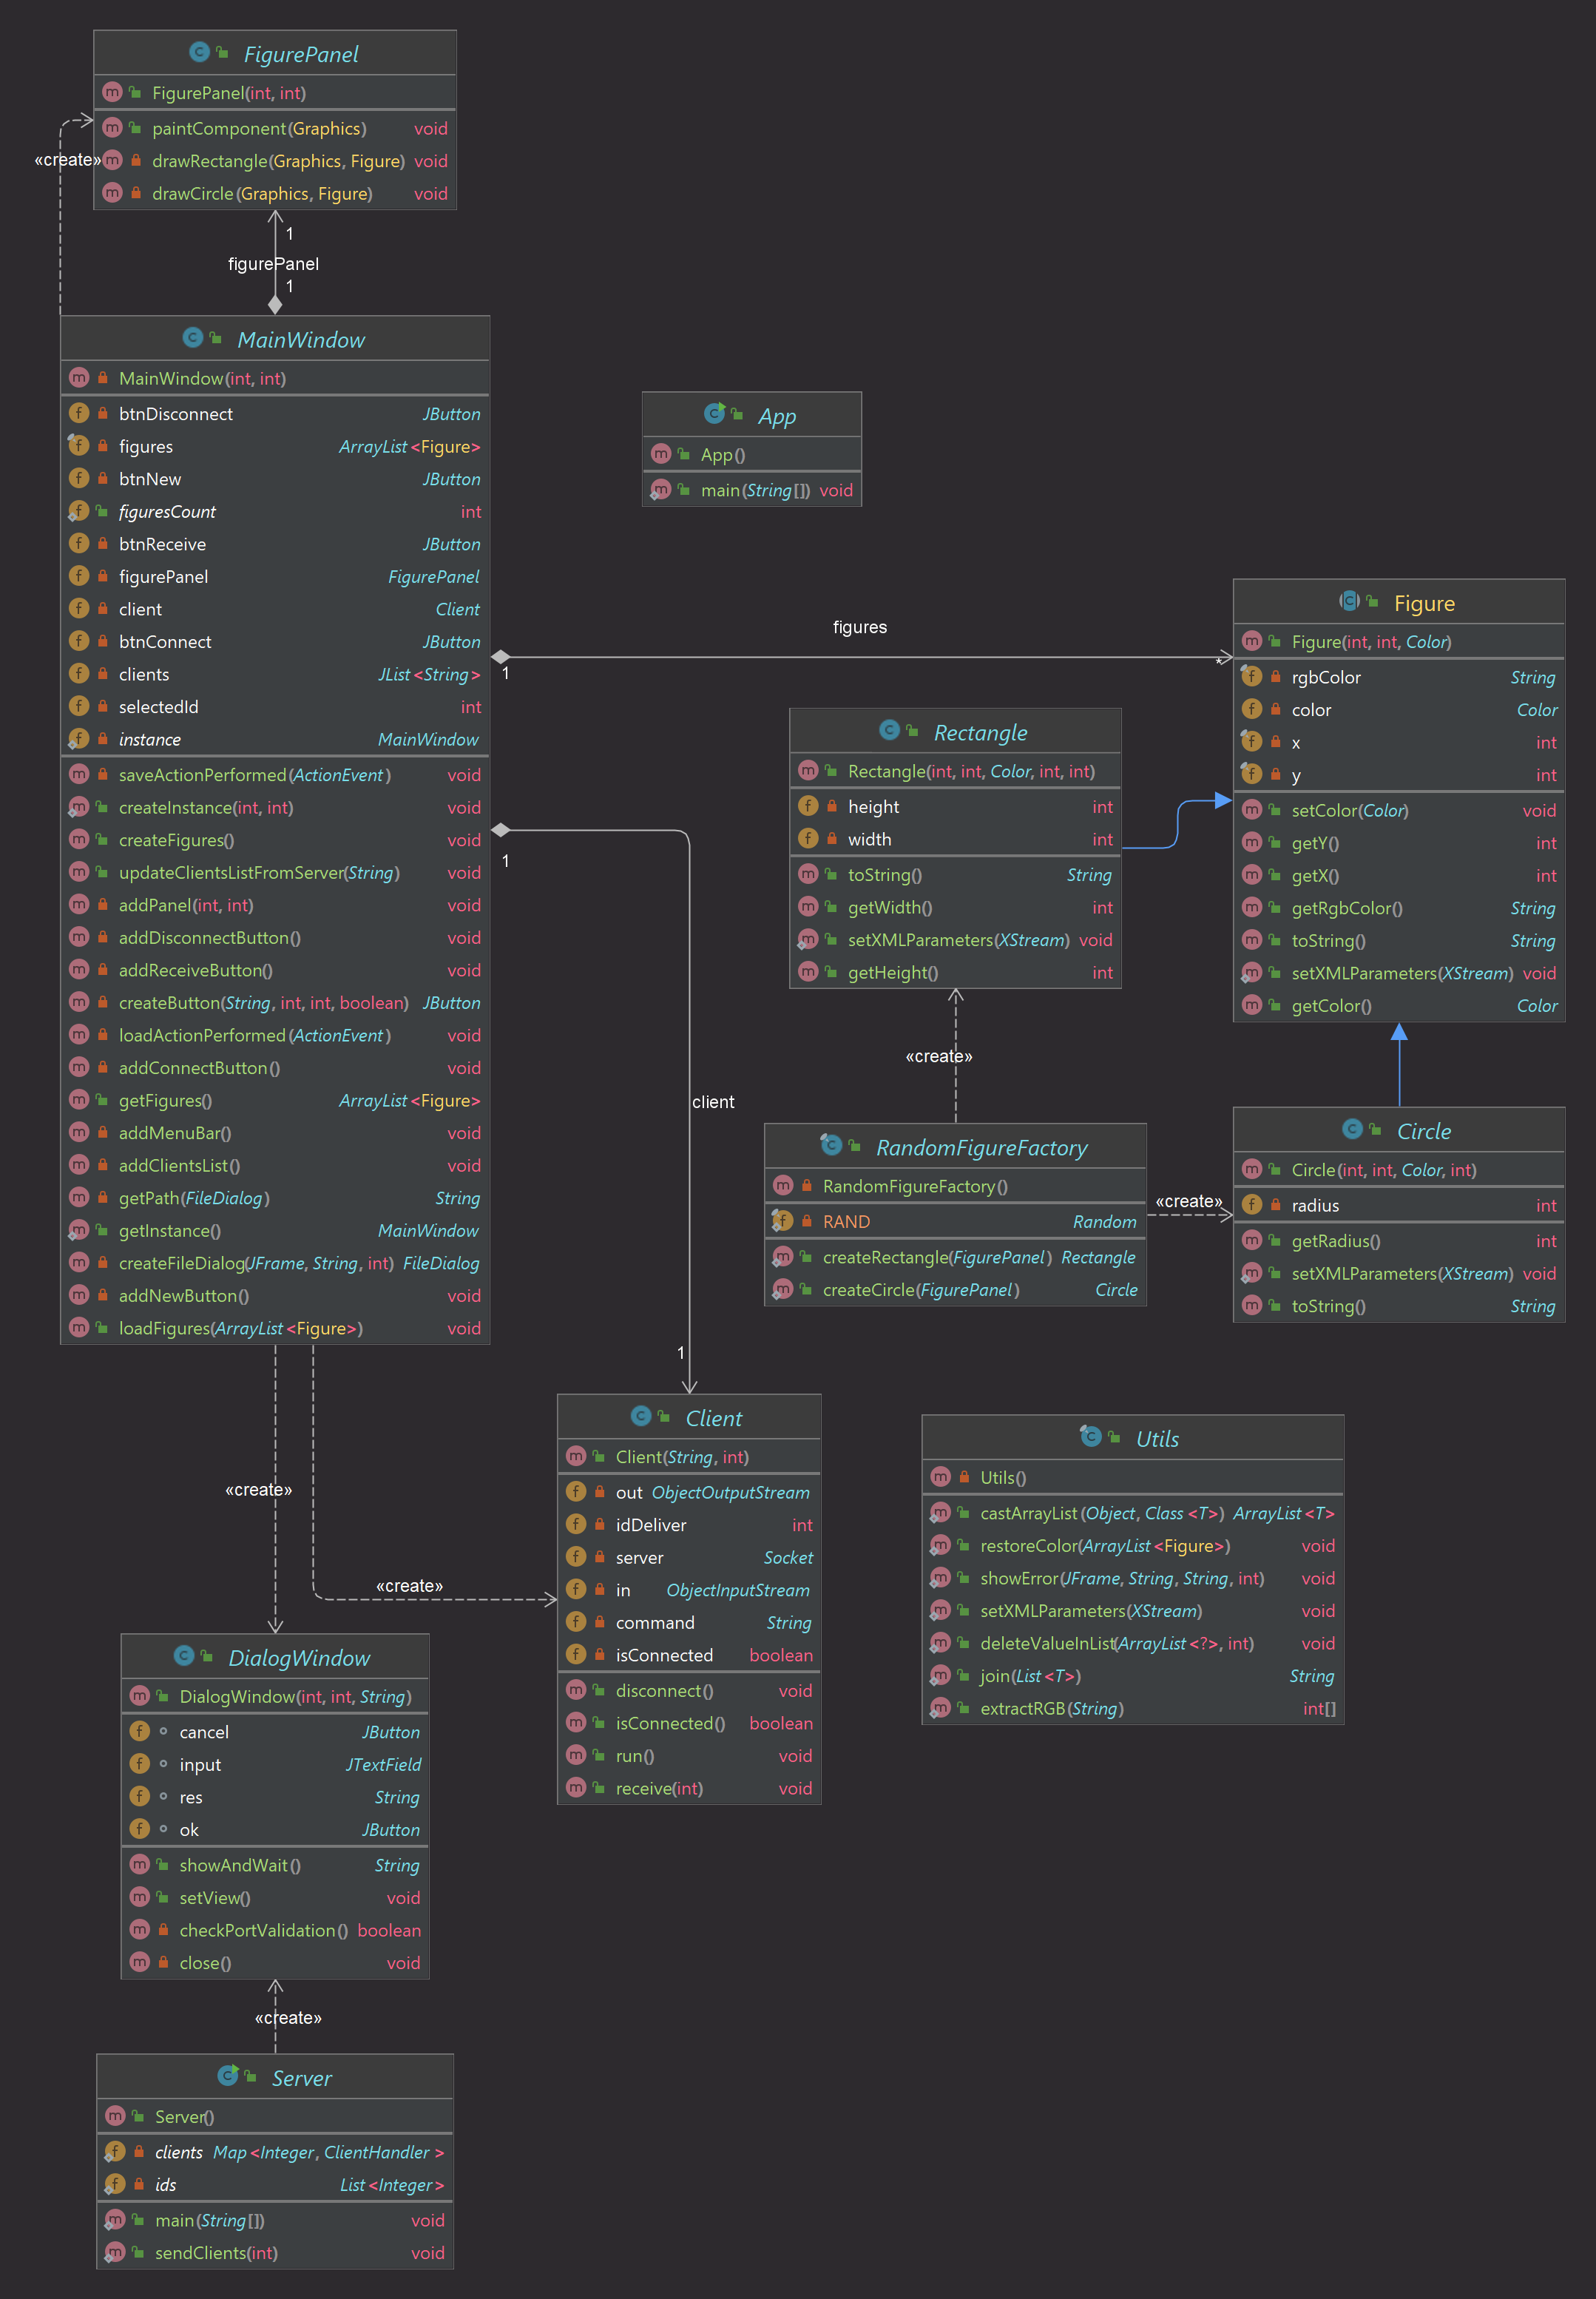 FigurePanel
FigurePanel(int, int)
paintComponent(Graphics) void
drawRectangle(Graphics, Figure) void
drawCircle(Graphics, Figure) void
«create»
1
figurePanel
1
MainWindow
MainWindow(int, int)
btnDisconnect JButton
figures ArrayList<Figure>
btnNew JButton
figuresCount int
btnReceive JButton
figurePanel FigurePanel
client Client
btnConnect JButton
clients JList<String>
selectedId int
instance MainWindow
saveActionPerformed(ActionEvent) void
createInstance(int, int) void
createFigures() void
updateClientsListFromServer(String) void
addPanel(int, int) void
addDisconnectButton() void
addReceiveButton() void
createButton(String, int, int, boolean) JButton
loadActionPerformed(ActionEvent) void
addConnectButton() void
getFigures() ArrayList<Figure>
addMenuBar() void
addClientsList() void
getPath(FileDialog) String
getInstance() MainWindow
createFileDialog(JFrame, String, int) FileDialog
addNewButton() void
loadFigures(ArrayList<Figure>) void
App
App()
main(String[]) void
figures
1
*
1
client
1
Figure
Figure(int, int, Color)
rgbColor String
color Color
x int
y int
setColor(Color) void
getY() int
getX() int
getRgbColor() String
toString() String
setXMLParameters(XStream) void
getColor() Color
Rectangle
Rectangle(int, int, Color, int, int)
height int
width int
toString() String
getWidth() int
setXMLParameters(XStream) void
getHeight() int
«create»
RandomFigureFactory
RandomFigureFactory()
RAND Random
createRectangle(FigurePanel) Rectangle
createCircle(FigurePanel) Circle
«create»
Circle
Circle(int, int, Color, int)
radius int
getRadius() int
setXMLParameters(XStream) void
toString() String
«create»
«create»
Client
Client(String, int)
out ObjectOutputStream
idDeliver int
server Socket
in ObjectInputStream
command String
isConnected boolean
disconnect() void
isConnected() boolean
run() void
receive(int) void
Utils
Utils()
castArrayList(Object, Class<T>) ArrayList<T>
restoreColor(ArrayList<Figure>) void
showError(JFrame, String, String, int) void
setXMLParameters(XStream) void
deleteValueInList(ArrayList<?>, int) void
join(List<T>) String
extractRGB(String) int[]
DialogWindow
DialogWindow(int, int, String)
cancel JButton
input JTextField
res String
ok JButton
showAndWait() String
setView() void
checkPortValidation() boolean
close() void
«create»
Server
Server()
clients Map<Integer, ClientHandler>
ids List<Integer>
main(String[]) void
sendClients(int) void